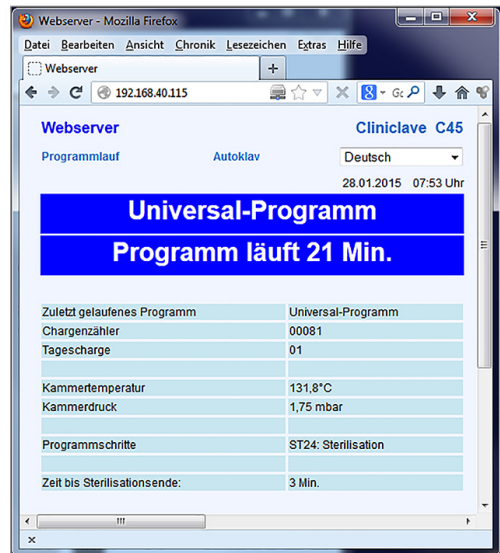 Webserver - Mozilla Firefox
Datei Bearbeiten Ansicht Chronik Lesezeichen Extras Hilfe
Webserver
192.168.40.115
Webserver Cliniclave C45
Programmlauf Autoklav Deutsch
28.01.2015 07:53 Uhr
Universal-Programm
Programm läuft 21 Min.
Zuletzt gelaufenes Programm Universal-Programm
Chargenzähler 00081
Tagescharge 01
Kammertemperatur 131,8°C
Kammerdruck 1,75 mbar
Programmschritte ST24: Sterilisation
Zeit bis Sterilisationsende: 3 Min.